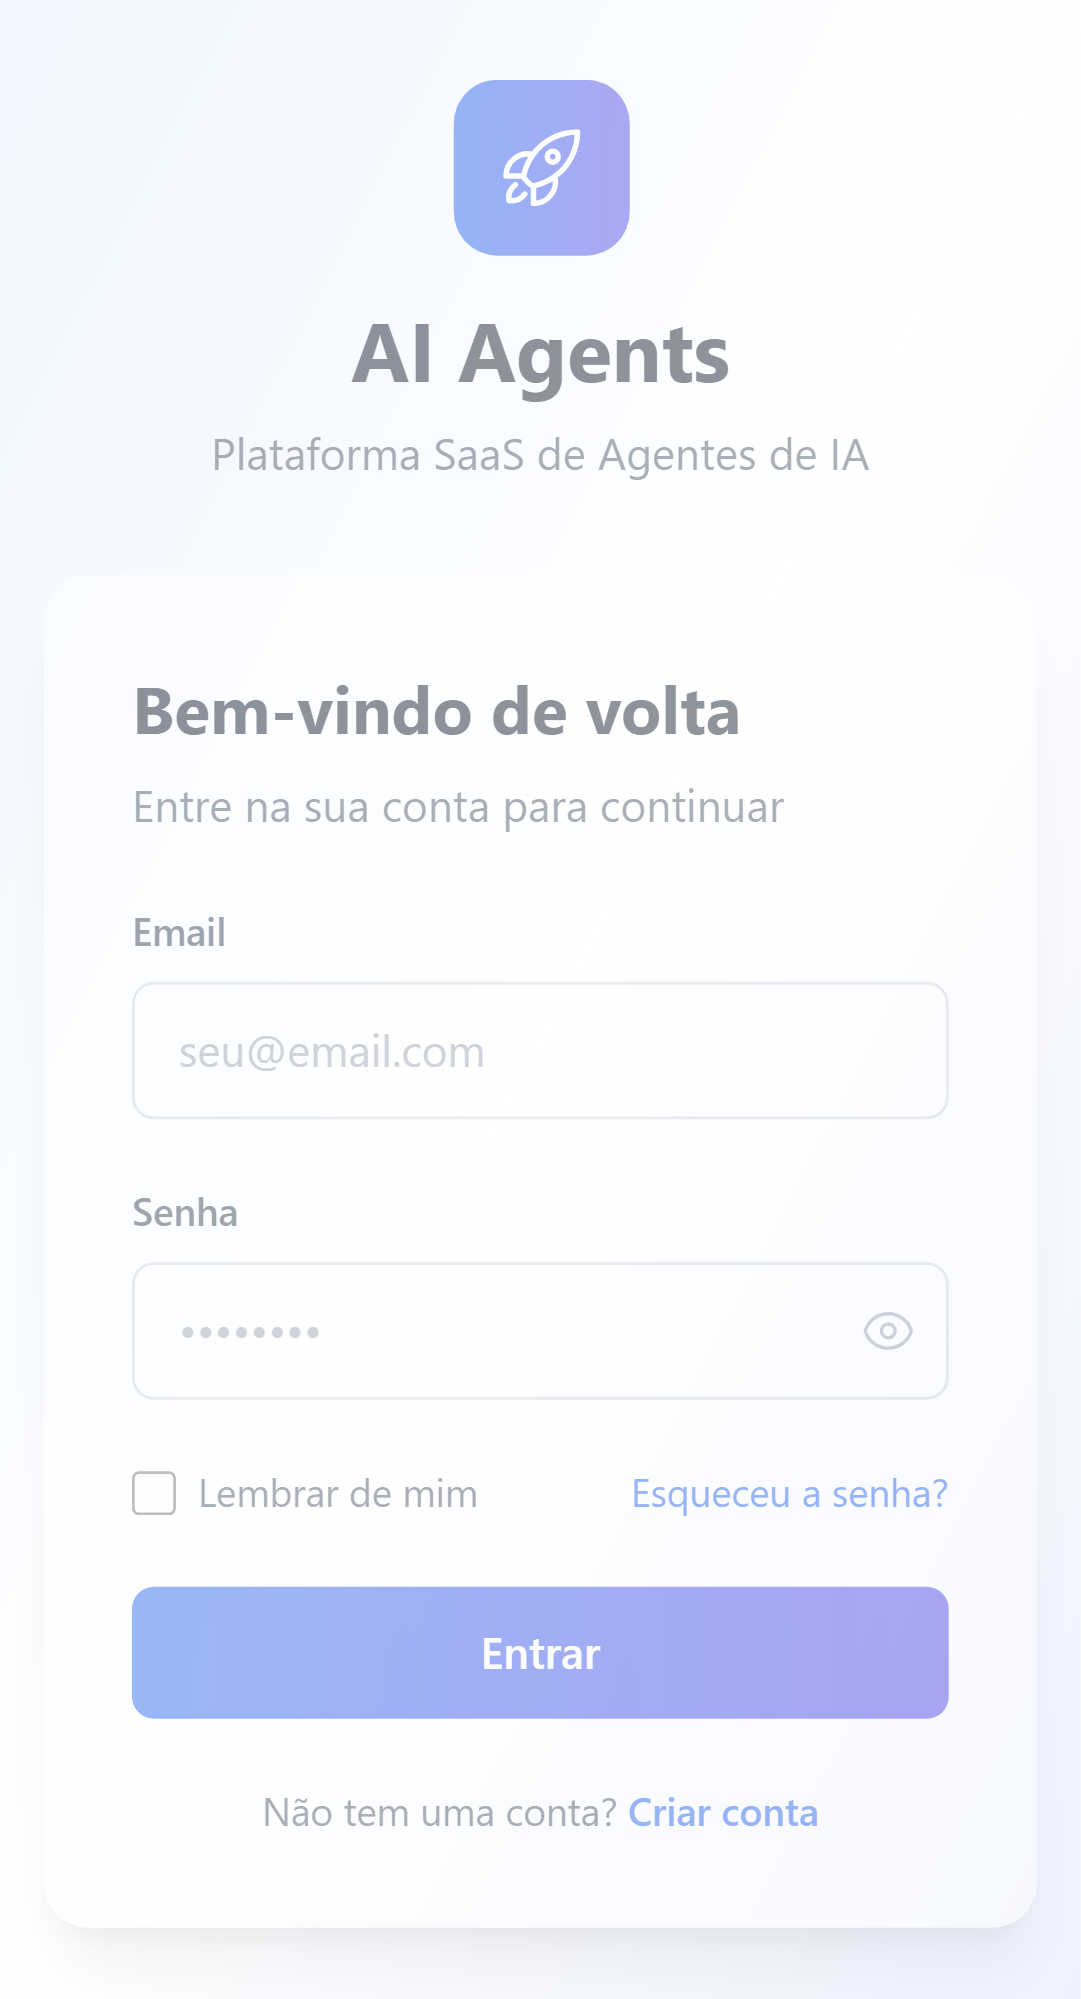 AI Agents
Plataforma SaaS de Agentes de IA
Bem-vindo de volta
Entre na sua conta para continuar
Email
seu@email.com
Senha
••••••••
Lembrar de mim
Esqueceu a senha?
Entrar
Não tem uma conta? Criar conta